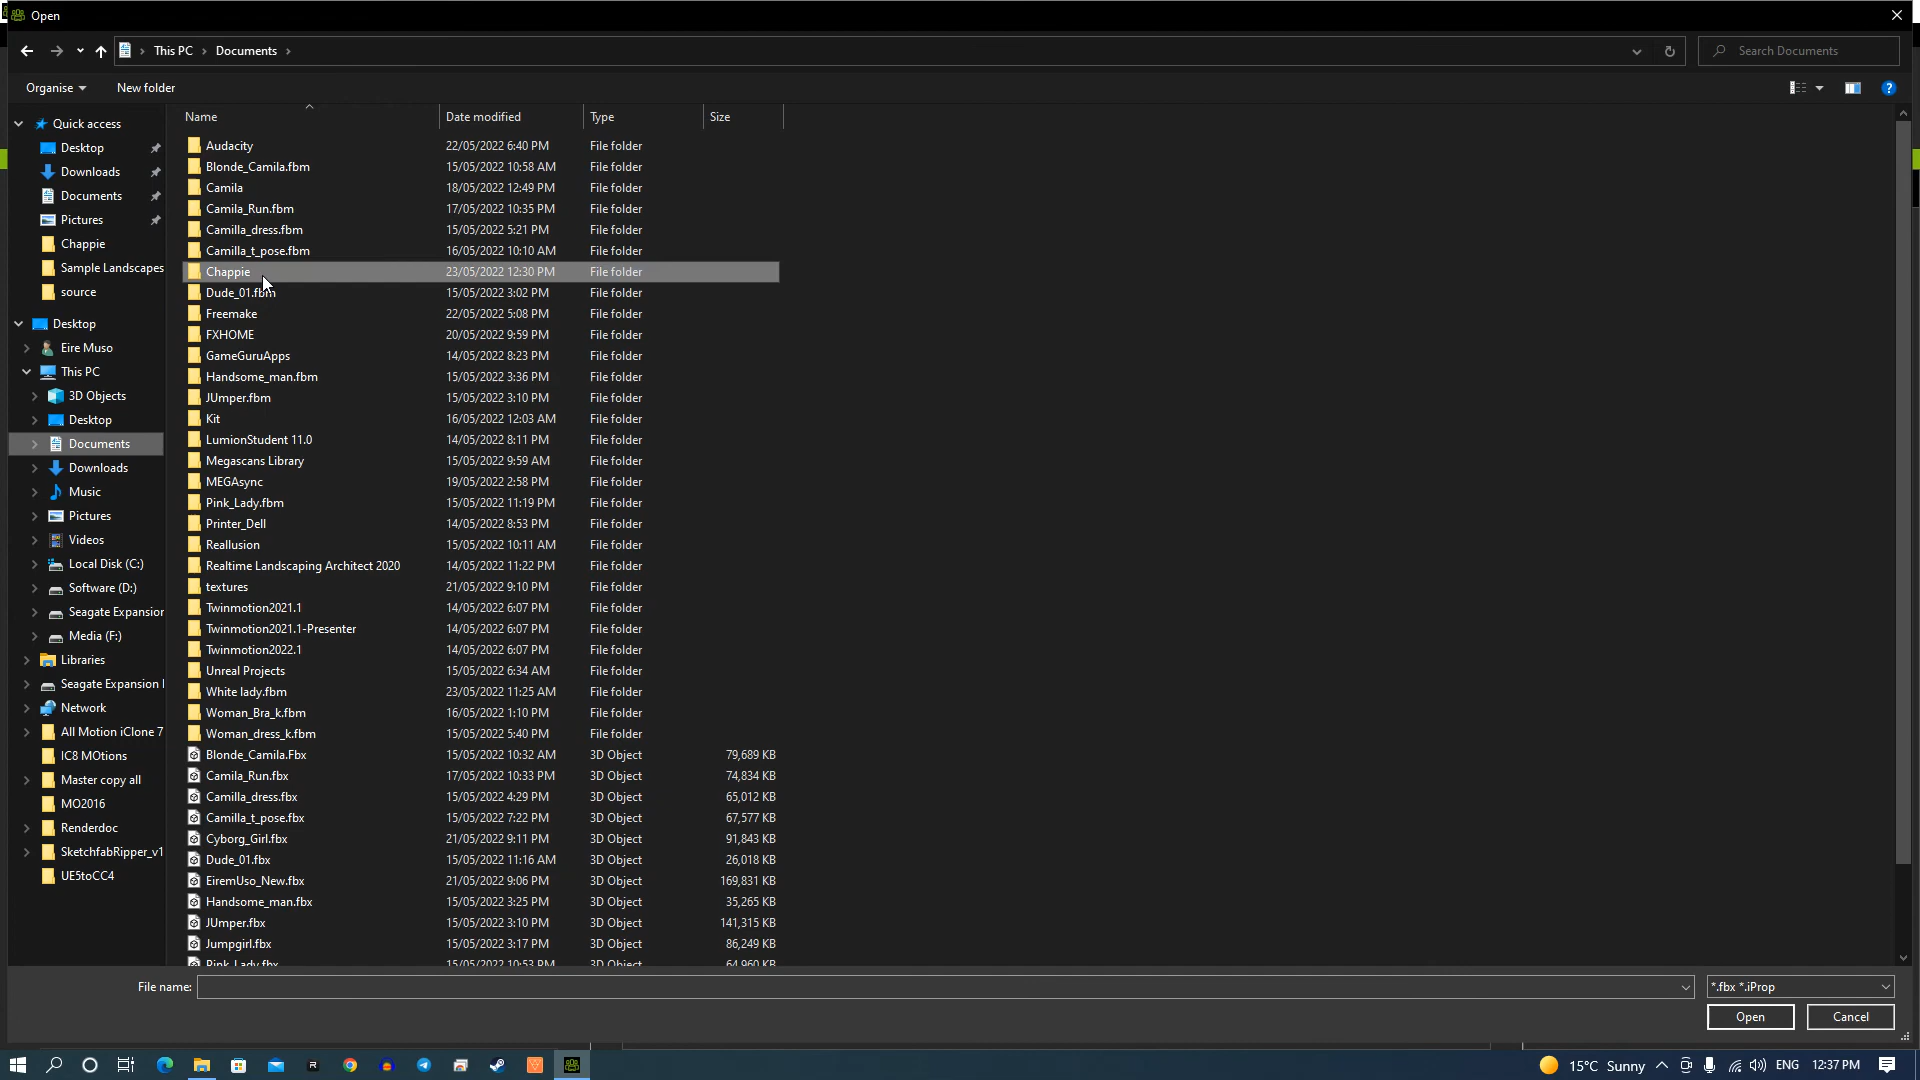 Open
This PC > Documents >
Search Documents
Organise
New folder
Name
Date modified
Type
Size
Quick access
Desktop
Downloads
Documents
Pictures
Chappie
Sample Landscapes
source
Desktop
Eire Muso
This PC
3D Objects
Desktop
Documents
Downloads
Music
Pictures
Videos
Local Disk (C:)
Software (D:)
Seagate Expansion
Media (F:)
Libraries
Seagate Expansion
Network
All Motion iClone 7
IC8 MOtions
Master copy all
MO2016
Renderdoc
SketchfabRipper_v1
UE5toCC4
Audacity 22/05/2022 6:40 PM File folder
Blonde_Camila.fbm 15/05/2022 10:58 AM File folder
Camila 18/05/2022 12:49 PM File folder
Camila_Run.fbm 17/05/2022 10:35 PM File folder
Camilla_dress.fbm 15/05/2022 5:21 PM File folder
Camilla_t_pose.fbm 16/05/2022 10:10 AM File folder
Chappie 23/05/2022 12:30 PM File folder
Dude_01.fbm 15/05/2022 3:02 PM File folder
Freemake 22/05/2022 5:08 PM File folder
FXHOME 20/05/2022 9:59 PM File folder
GameGuruApps 14/05/2022 8:23 PM File folder
Handsome_man.fbm 15/05/2022 3:36 PM File folder
JUmper.fbm 15/05/2022 3:10 PM File folder
Kit 16/05/2022 12:03 AM File folder
LumionStudent 11.0 14/05/2022 8:11 PM File folder
Megascans Library 15/05/2022 9:59 AM File folder
MEGAsync 19/05/2022 2:58 PM File folder
Pink_Lady.fbm 15/05/2022 11:19 PM File folder
Printer_Dell 14/05/2022 8:53 PM File folder
Reallusion 15/05/2022 10:11 AM File folder
Realtime Landscaping Architect 2020 14/05/2022 11:22 PM File folder
textures 21/05/2022 9:10 PM File folder
Twinmotion2021.1 14/05/2022 6:07 PM File folder
Twinmotion2021.1-Presenter 14/05/2022 6:07 PM File folder
Twinmotion2022.1 14/05/2022 6:07 PM File folder
Unreal Projects 15/05/2022 6:34 AM File folder
White lady.fbm 23/05/2022 11:25 AM File folder
Woman_Bra_k.fbm 16/05/2022 1:10 PM File folder
Woman_dress_k.fbm 15/05/2022 5:40 PM File folder
Blonde_Camila.Fbx 15/05/2022 10:32 AM 3D Object 79,689 KB
Camila_Run.fbx 17/05/2022 10:33 PM 3D Object 74,834 KB
Camilla_dress.fbx 15/05/2022 4:29 PM 3D Object 65,012 KB
Camilla_t_pose.fbx 15/05/2022 7:22 PM 3D Object 67,577 KB
Cyborg_Girl.fbx 21/05/2022 9:11 PM 3D Object 91,843 KB
Dude_01.fbx 15/05/2022 11:16 AM 3D Object 26,018 KB
EiremUso_New.fbx 21/05/2022 9:06 PM 3D Object 169,831 KB
Handsome_man.fbx 15/05/2022 3:25 PM 3D Object 35,265 KB
JUmper.fbx 15/05/2022 3:10 PM 3D Object 141,315 KB
Jumpgirl.fbx 15/05/2022 3:17 PM 3D Object 86,249 KB
Pink_Lady.fbx 15/05/2022 10:53 PM 3D Object 64,960 KB
File name:
*.fbx *.iProp
Open
Cancel
15°C Sunny
ENG
12:37 PM